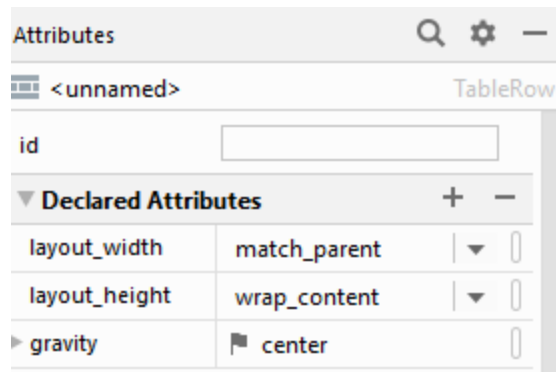 Attributes
<unnamed> TableRow
id
Declared Attributes
layout_width match_parent
layout_height wrap_content
gravity center